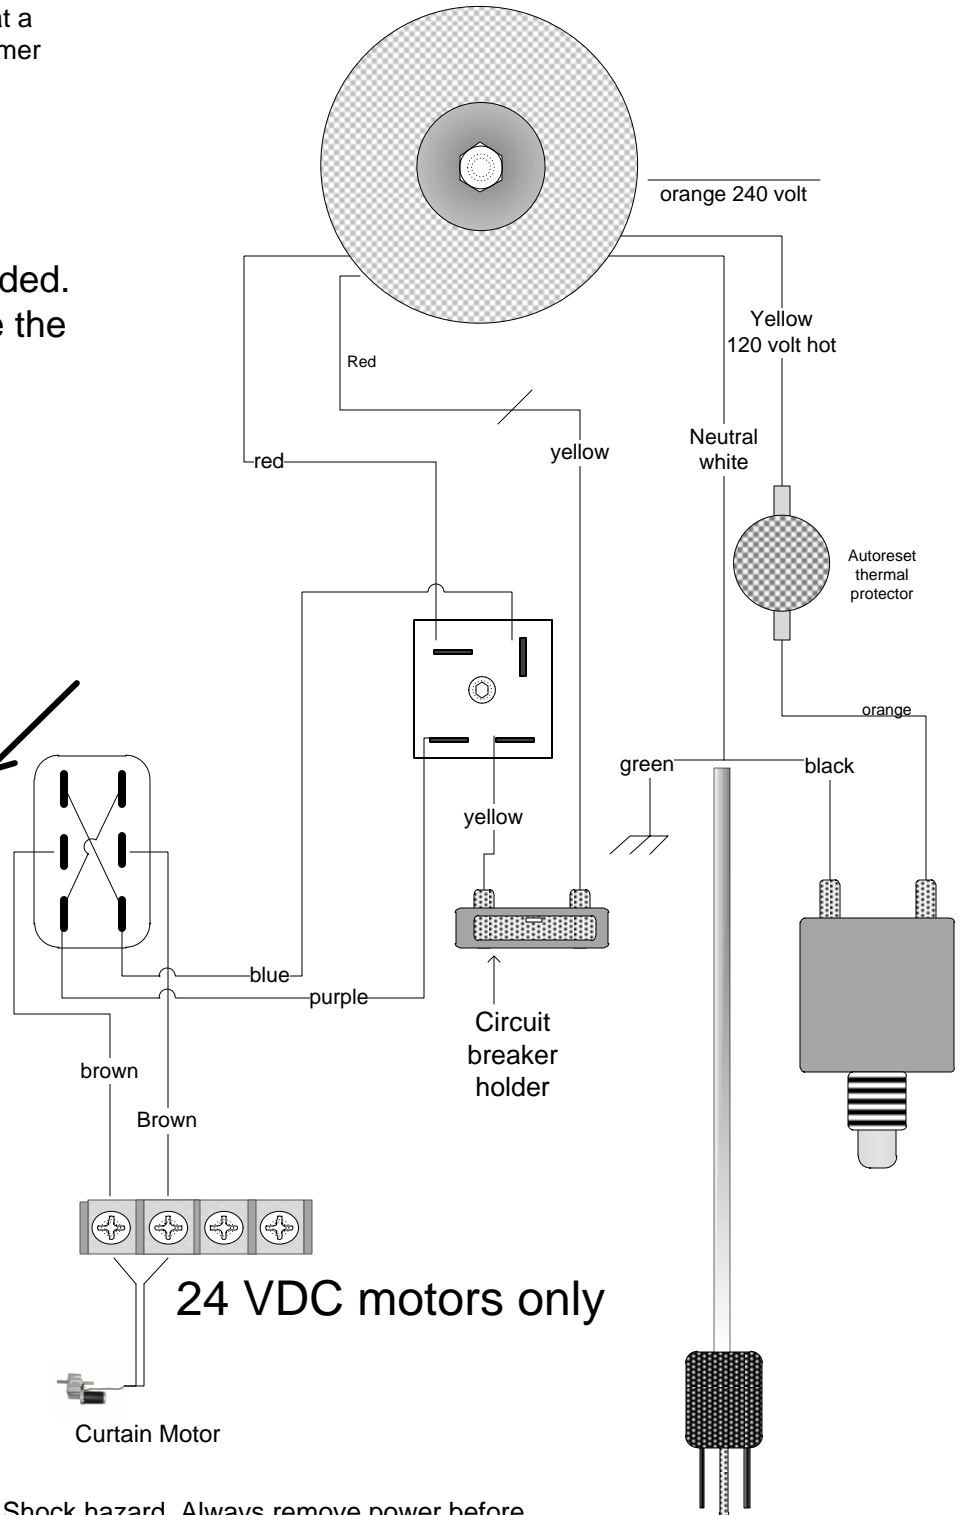 at a
mer
orange 240 volt
ded.
e the
Yellow
120 volt hot
Red
Neutral
white
yellow
red
Autoreset
thermal
protector
orange
green
black
yellow
blue
purple
Circuit
breaker
holder
brown
Brown
24 VDC motors only
Curtain Motor
Shock hazard. Always remove power before